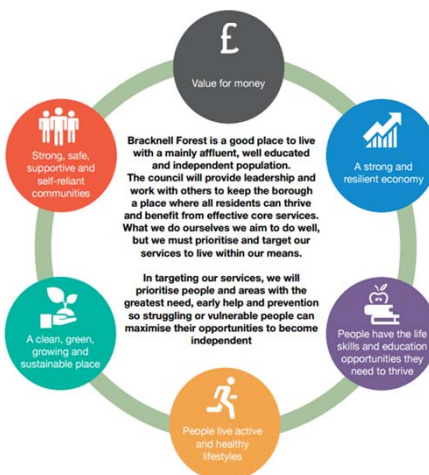 £
Value for money
Strong, safe,
supportive and
self-reliant
communities
A strong and
resilient economy
Bracknell Forest is a good place to live
with a mainly affluent, well educated
and independent population.
The council will provide leadership and
work with others to keep the borough
a place where all residents can thrive
and benefit from effective core services.
What we do ourselves we aim to do well,
but we must prioritise and target our
services to live within our means.
In targeting our services, we will
prioritise people and areas with the
greatest need, early help and prevention
so struggling or vulnerable people can
maximise their opportunities to become
independent
A clean, green,
growing and
sustainable place
People have the life
skills and education
opportunities they
need to thrive
People live active
and healthy
lifestyles